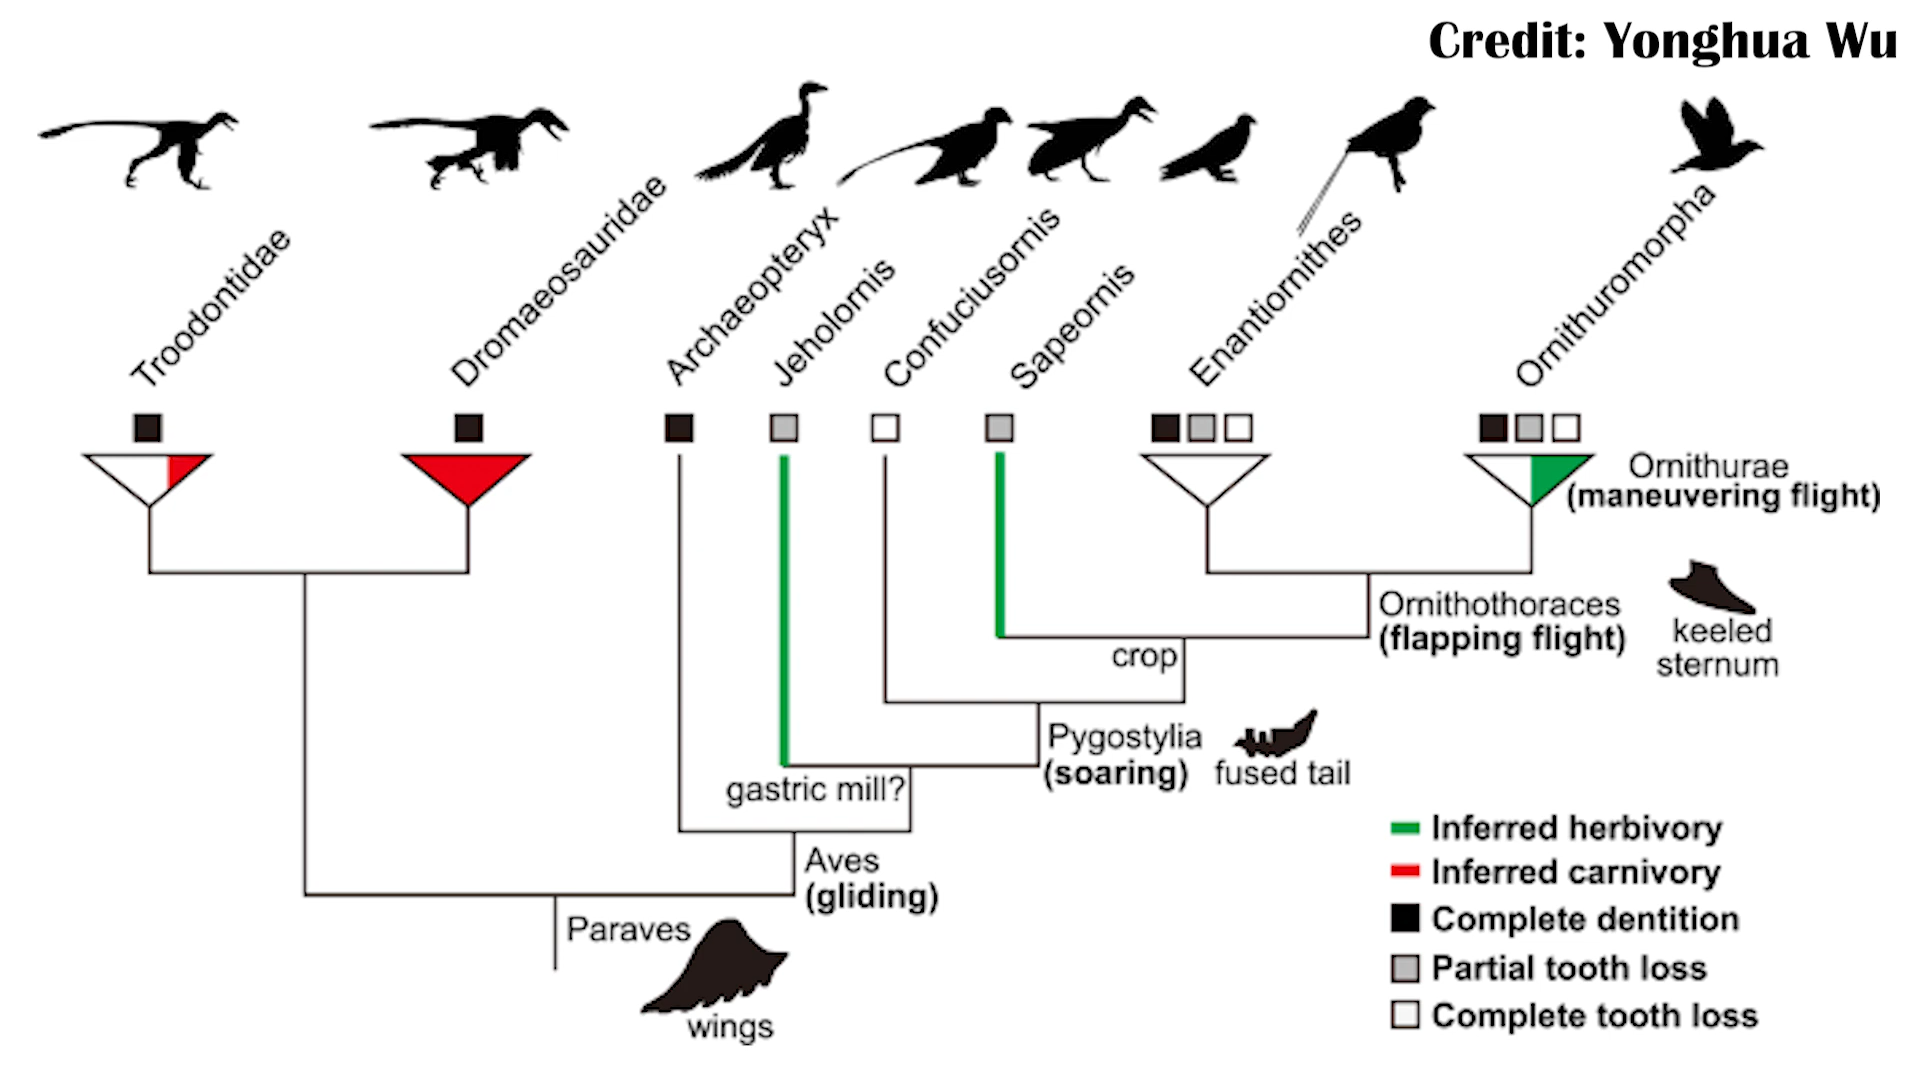 Credit: Yonghua Wu
Troodontidae
Dromaeosauridae
Archaeopteryx
Jeholornis
Confuciusornis
Sapeornis
Enantiornithes
Ornithuromorpha
Ornithurae
(maneuvering flight)
Ornithothoraces
(flapping flight)
keeled
sternum
crop
Pygostylia
(soaring)
fused tail
gastric mill?
Aves
(gliding)
Paraves
wings
Inferred herbivory
Inferred carnivory
Complete dentition
Partial tooth loss
Complete tooth loss